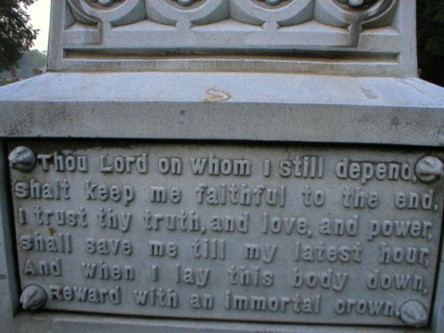 Thou Lord on whom I still depend,
shalt keep me faithful to the end,
I trust thy truth, and love, and power,
shall save me till my latest hour,
And when I lay this body down,
Reward with an immortal crown.